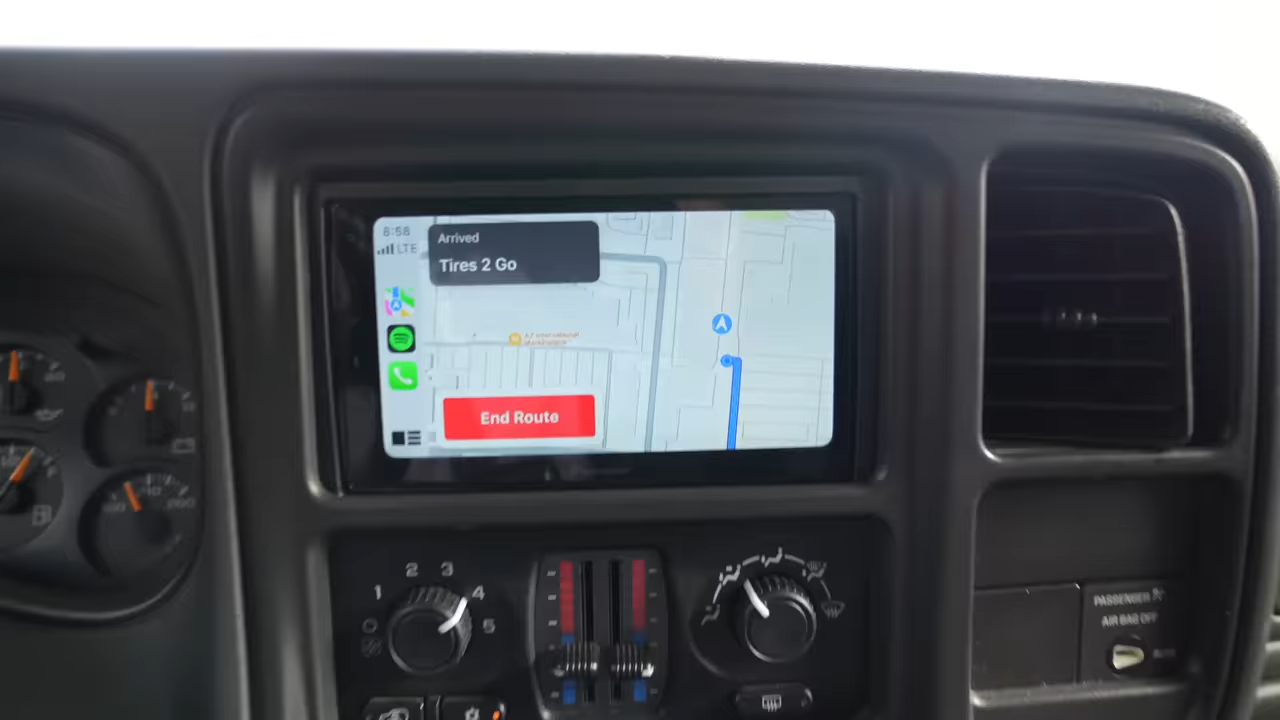 8:58
LTE
Arrived
Tires 2 Go
End Route
1
2
3
4
5
PASSENGER
AIR BAG OFF